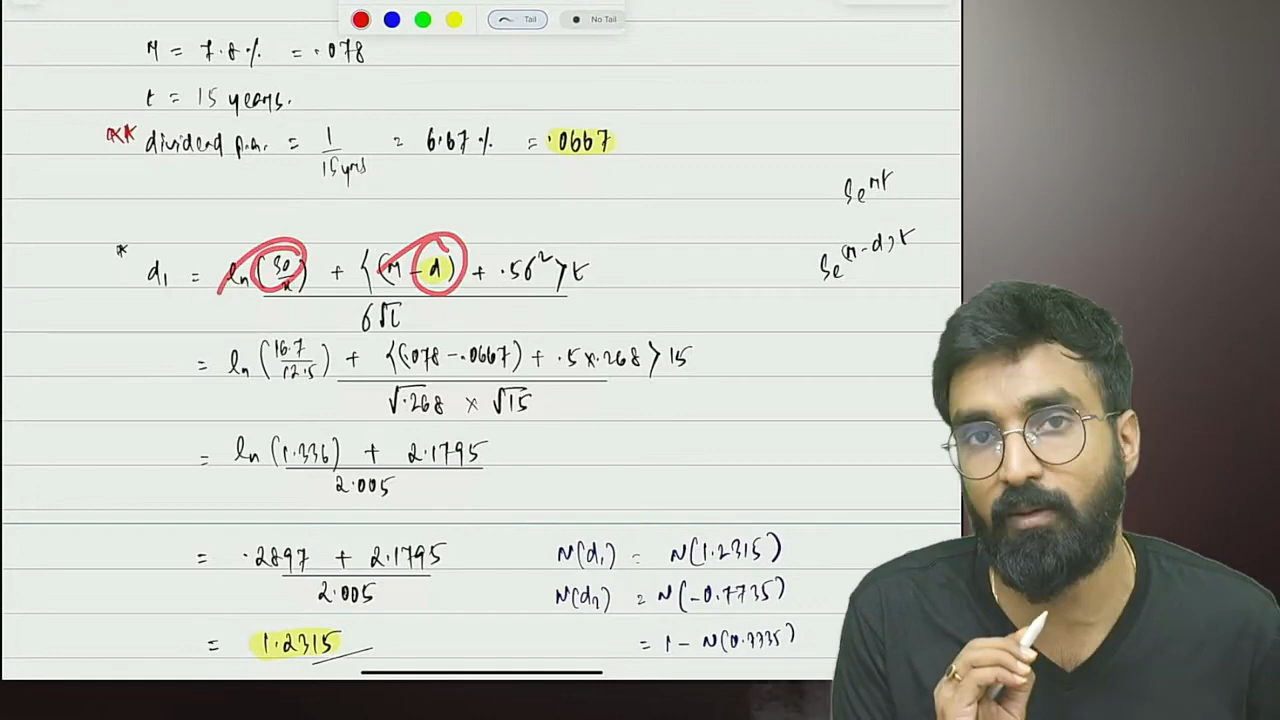 Tail No Tail
r = 7.8% = .078
t = 15 years.
** dividend p.a. = 1/15yrs = 6.67% = .0667
Se^rt
Se^(r-d)t
* d1 = ln(So/x) + {(r - d) + .5σ²}t
σ√t
= ln(16.7/12.5) + {(.078 - .0667) + .5 x .268}15
√.268 x √15
= ln(1.336) + 2.1795
2.005
= .2897 + 2.1795
2.005
N(d1) = N(1.2315)
N(d2) = N(-0.7735)
= 1.2315
= 1 - N(0.7735)